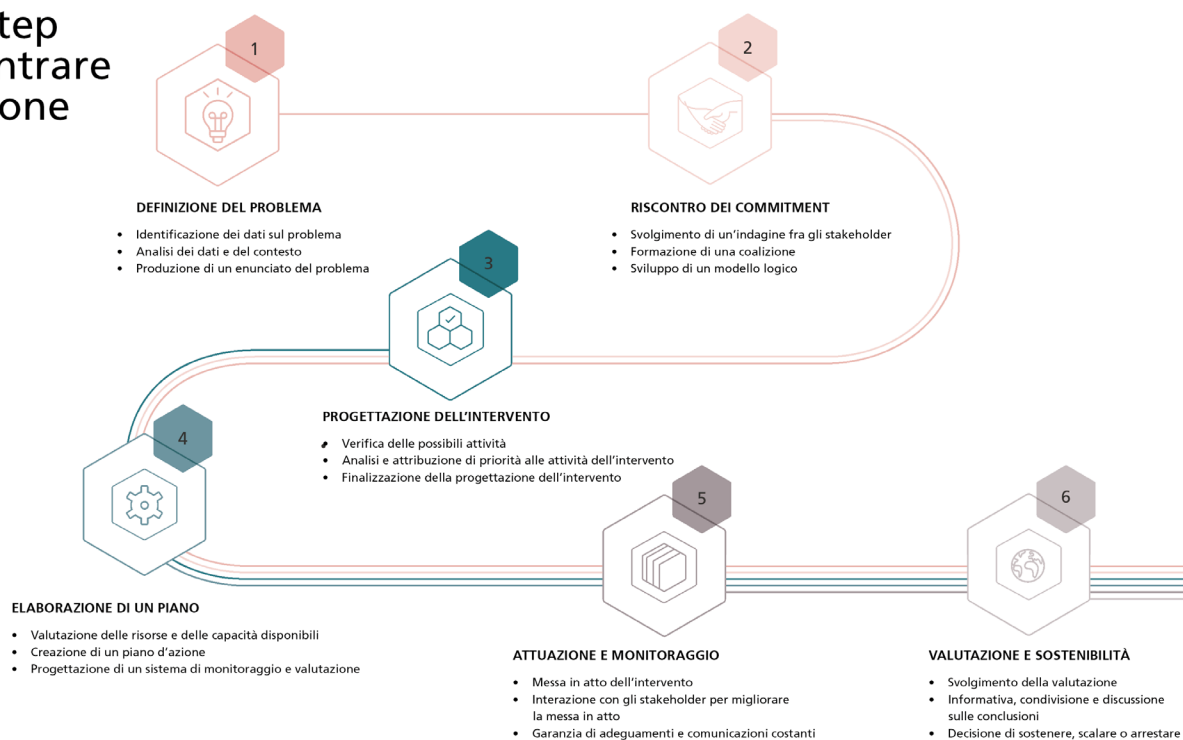 tep
ntrare
one
1
DEFINIZIONE DEL PROBLEMA
• Identificazione dei dati sul problema
• Analisi dei dati e del contesto
• Produzione di un enunciato del problema
2
RISCONTRO DEI COMMITMENT
• Svolgimento di un’indagine fra gli stakeholder
• Formazione di una coalizione
• Sviluppo di un modello logico
3
PROGETTAZIONE DELL’INTERVENTO
• Verifica delle possibili attività
• Analisi e attribuzione di priorità alle attività dell’intervento
• Finalizzazione della progettazione dell’intervento
4
ELABORAZIONE DI UN PIANO
• Valutazione delle risorse e delle capacità disponibili
• Creazione di un piano d’azione
• Progettazione di un sistema di monitoraggio e valutazione
5
ATTUAZIONE E MONITORAGGIO
• Messa in atto dell’intervento
• Interazione con gli stakeholder per migliorare
la messa in atto
• Garanzia di adeguamenti e comunicazioni costanti
6
VALUTAZIONE E SOSTENIBILITÀ
• Svolgimento della valutazione
• Informativa, condivisione e discussione
sulle conclusioni
• Decisione di sostenere, scalare o arrestare